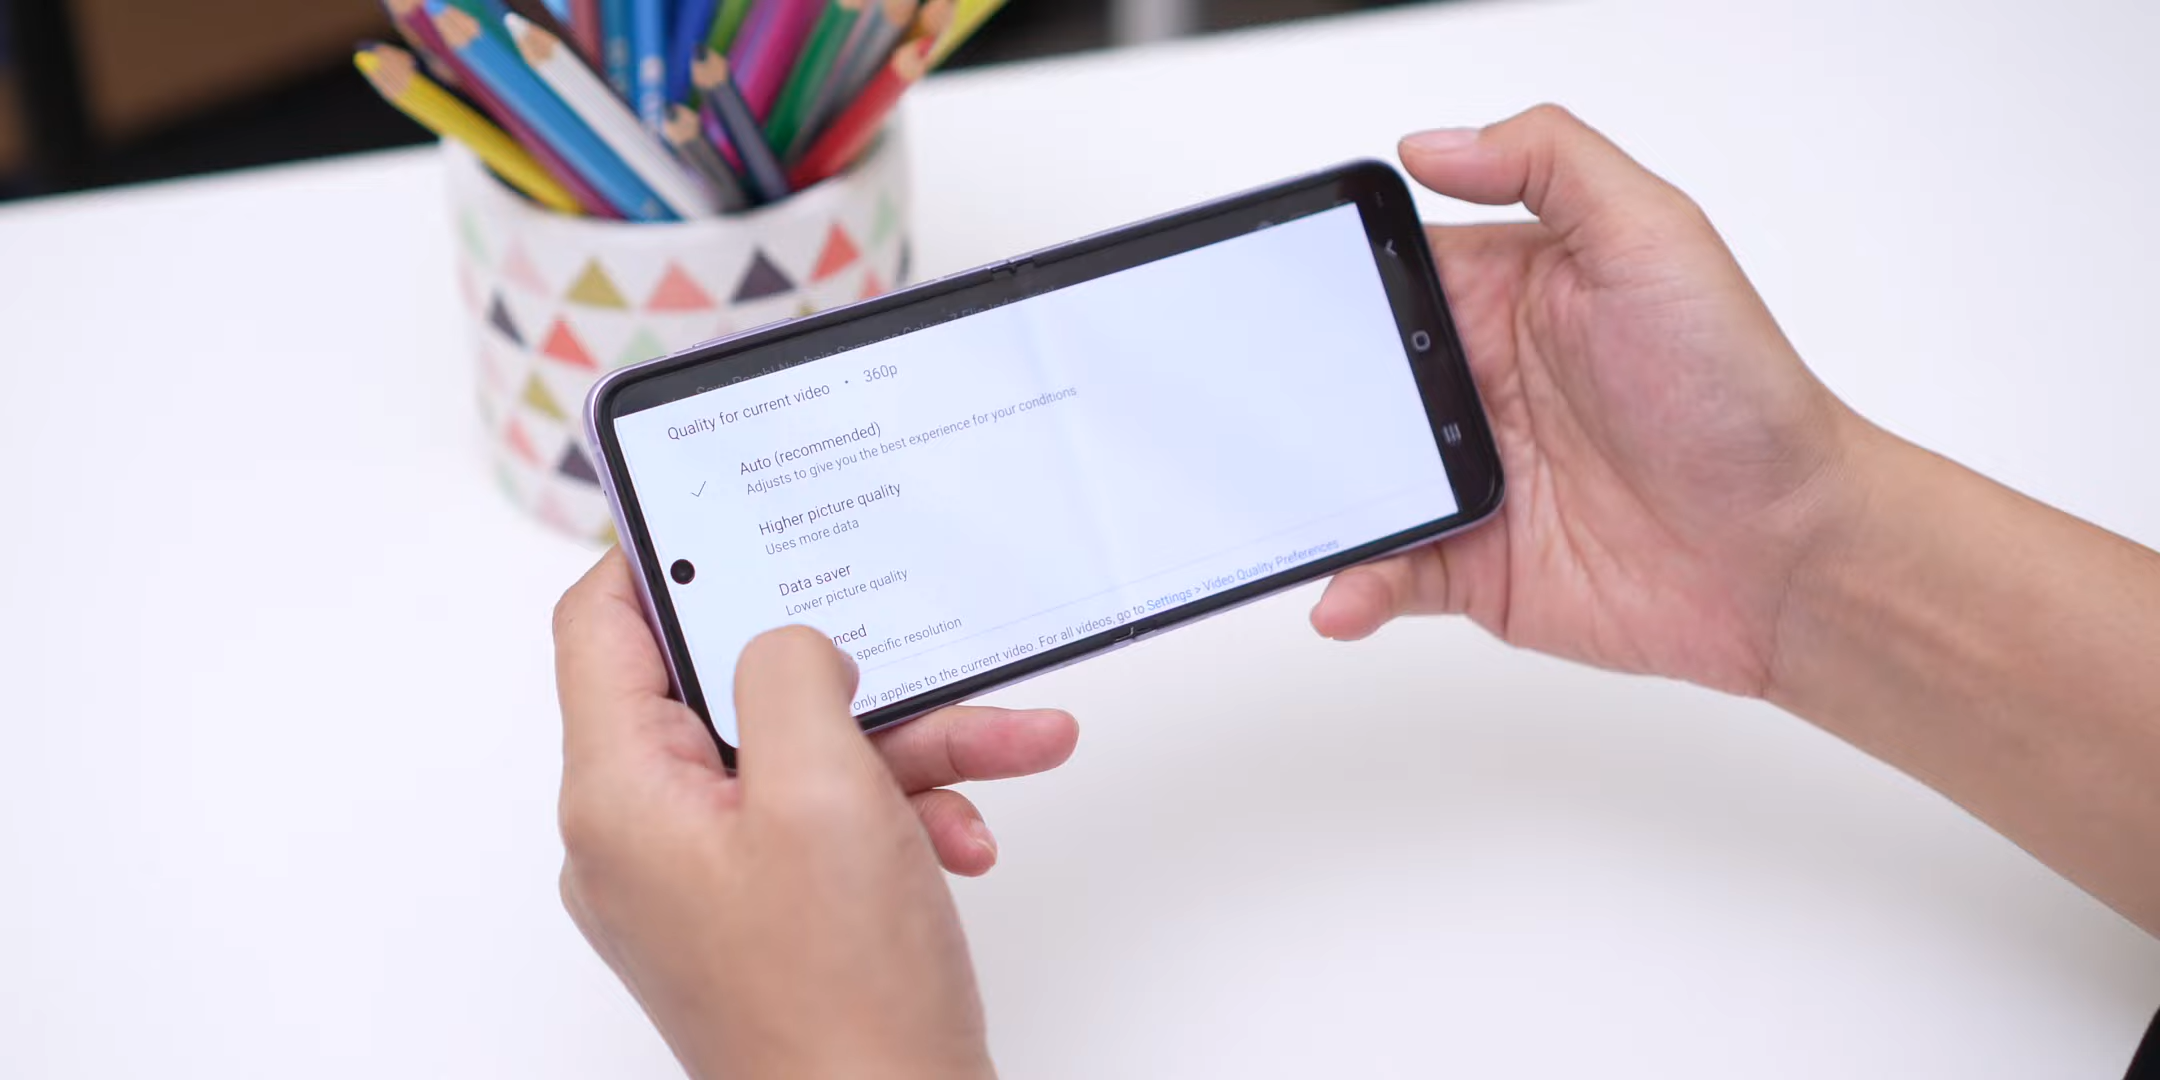 Quality for current video • 360p
Auto (recommended)
Adjusts to give you the best experience for your conditions
Higher picture quality
Uses more data
Data saver
Lower picture quality
nced
specific resolution
only applies to the current video. For all videos, go to Settings > Video Quality Preferences